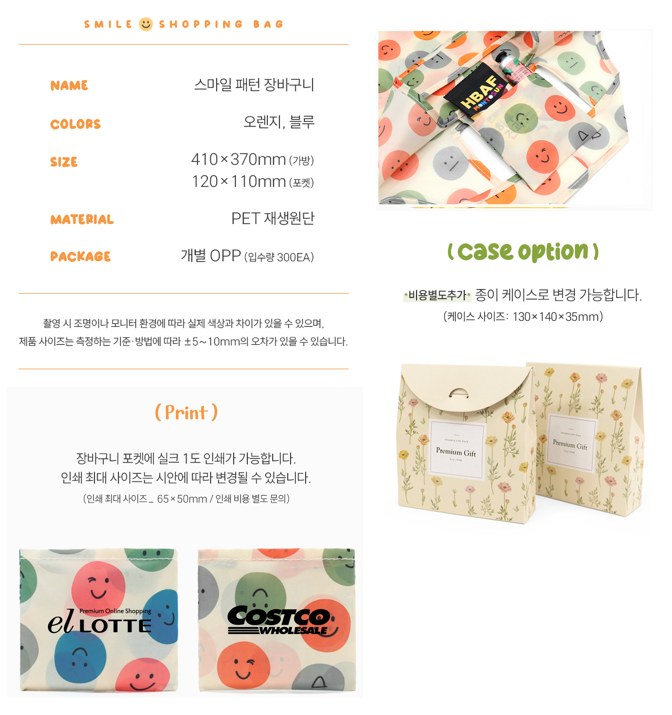 SMILE SHOPPING BAG
NAME 스마일 패턴 장바구니
COLORS 오렌지, 블루
SIZE 410×370mm (가방)
120×110mm (포켓)
MATERIAL PET 재생원단
PACKAGE 개별 OPP (입수량 300EA)
촬영 시 조명이나 모니터 환경에 따라 실제 색상과 차이가 있을 수 있으며,
제품 사이즈는 측정하는 기준·방법에 따라 ±5~10mm의 오차가 있을 수 있습니다.
(Print)
장바구니 포켓에 실크 1도 인쇄가 가능합니다.
인쇄 최대 사이즈는 시안에 따라 변경될 수 있습니다.
(인쇄 최대 사이즈_ 65×50mm / 인쇄 비용 별도 문의)
Premium Online Shopping
el LOTTE
COSTCO
WHOLESALE
HBAF
(Case option)
*비용별도추가* 종이 케이스로 변경 가능합니다.
(케이스 사이즈: 130×140×35mm)
Premium Gift
Premium Gift